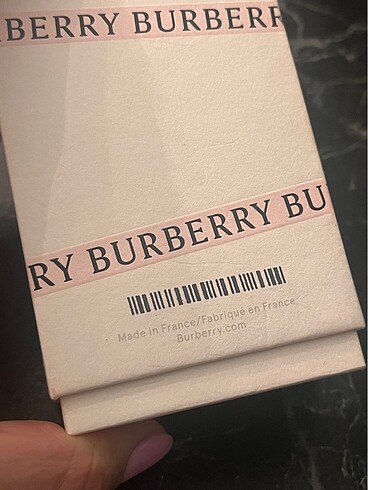 BERRY BURBERR
RY BURBERRY BU
Made in France/Fabriqué en France
Burberry.com